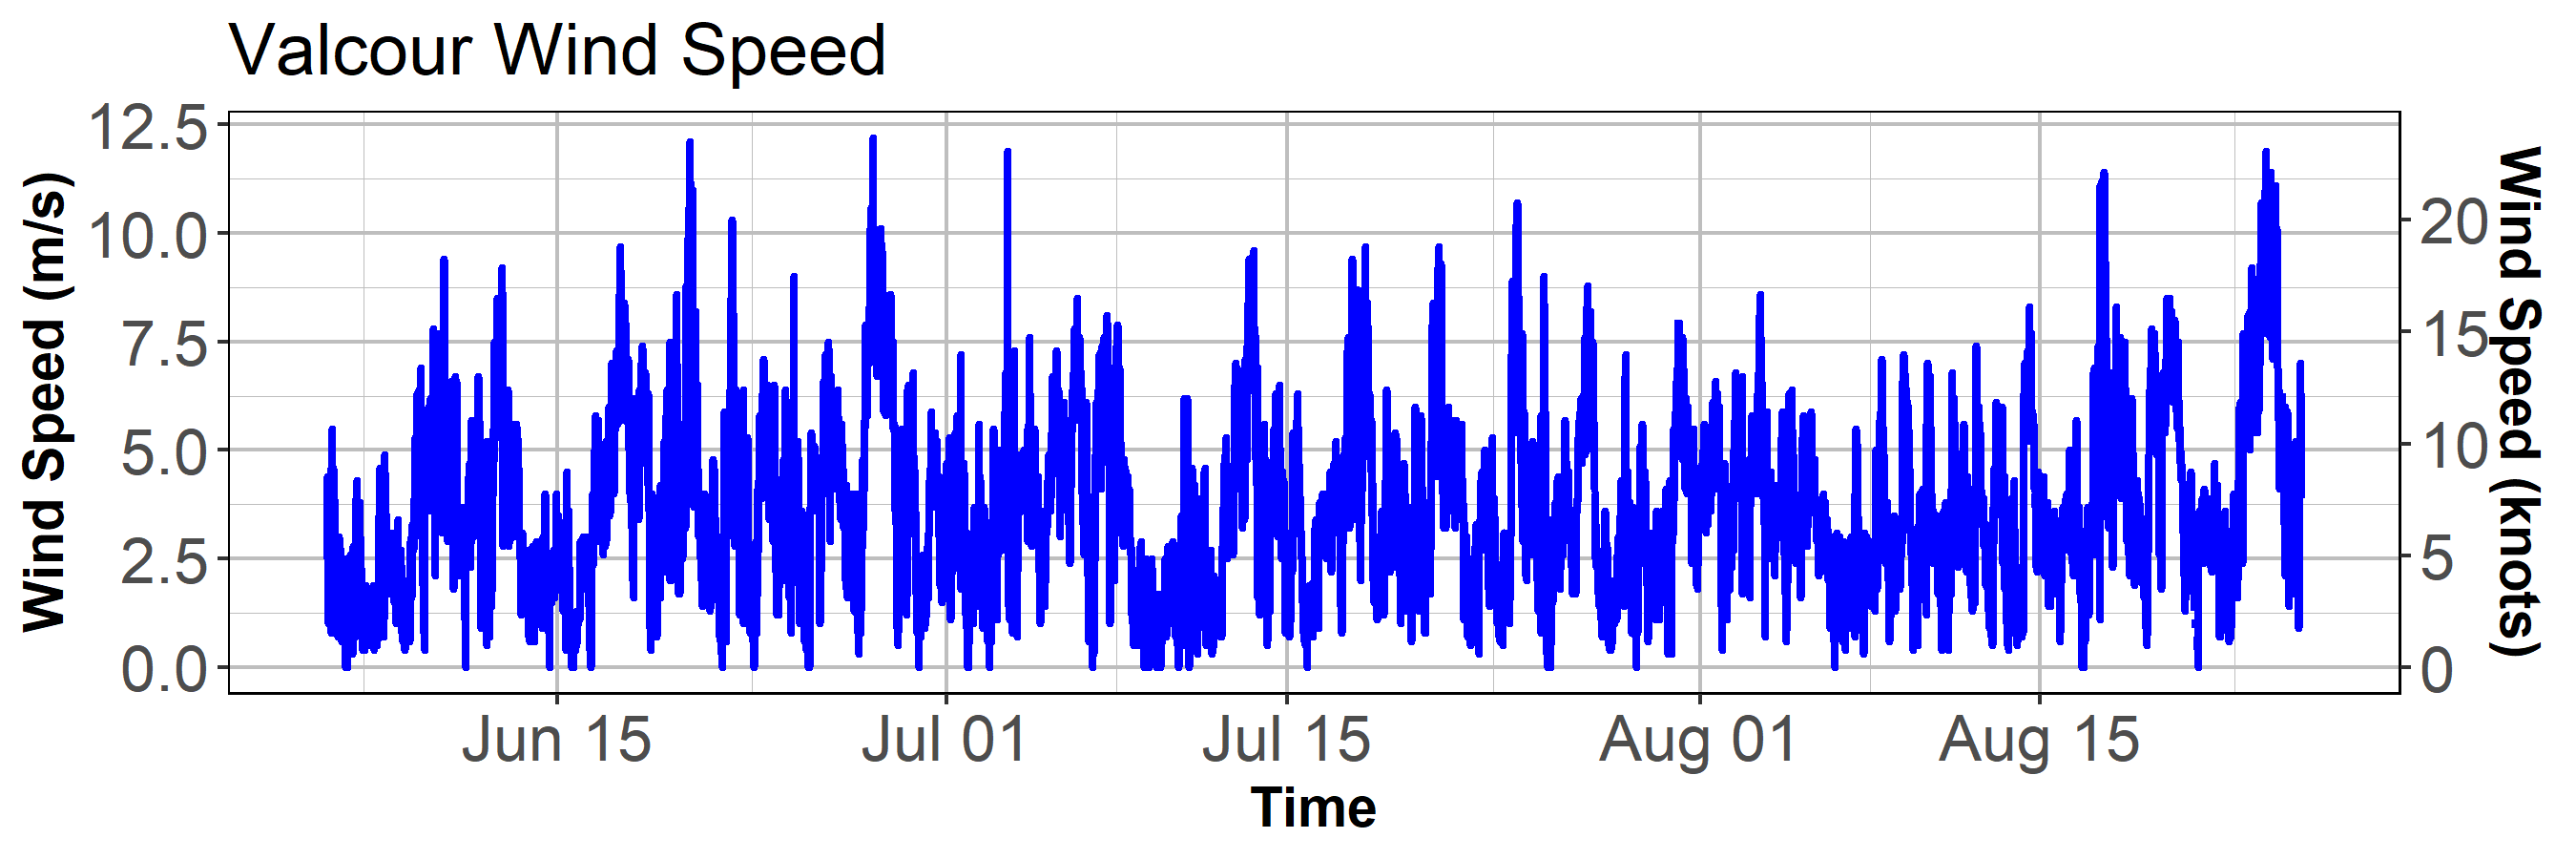 Valcour Wind Speed
Wind Speed (m/s)
12.5
10.0
7.5
5.0
2.5
0.0
20
15
10
5
0
Wind Speed (knots)
Jun 15
Jul 01
Jul 15
Aug 01
Aug 15
Time